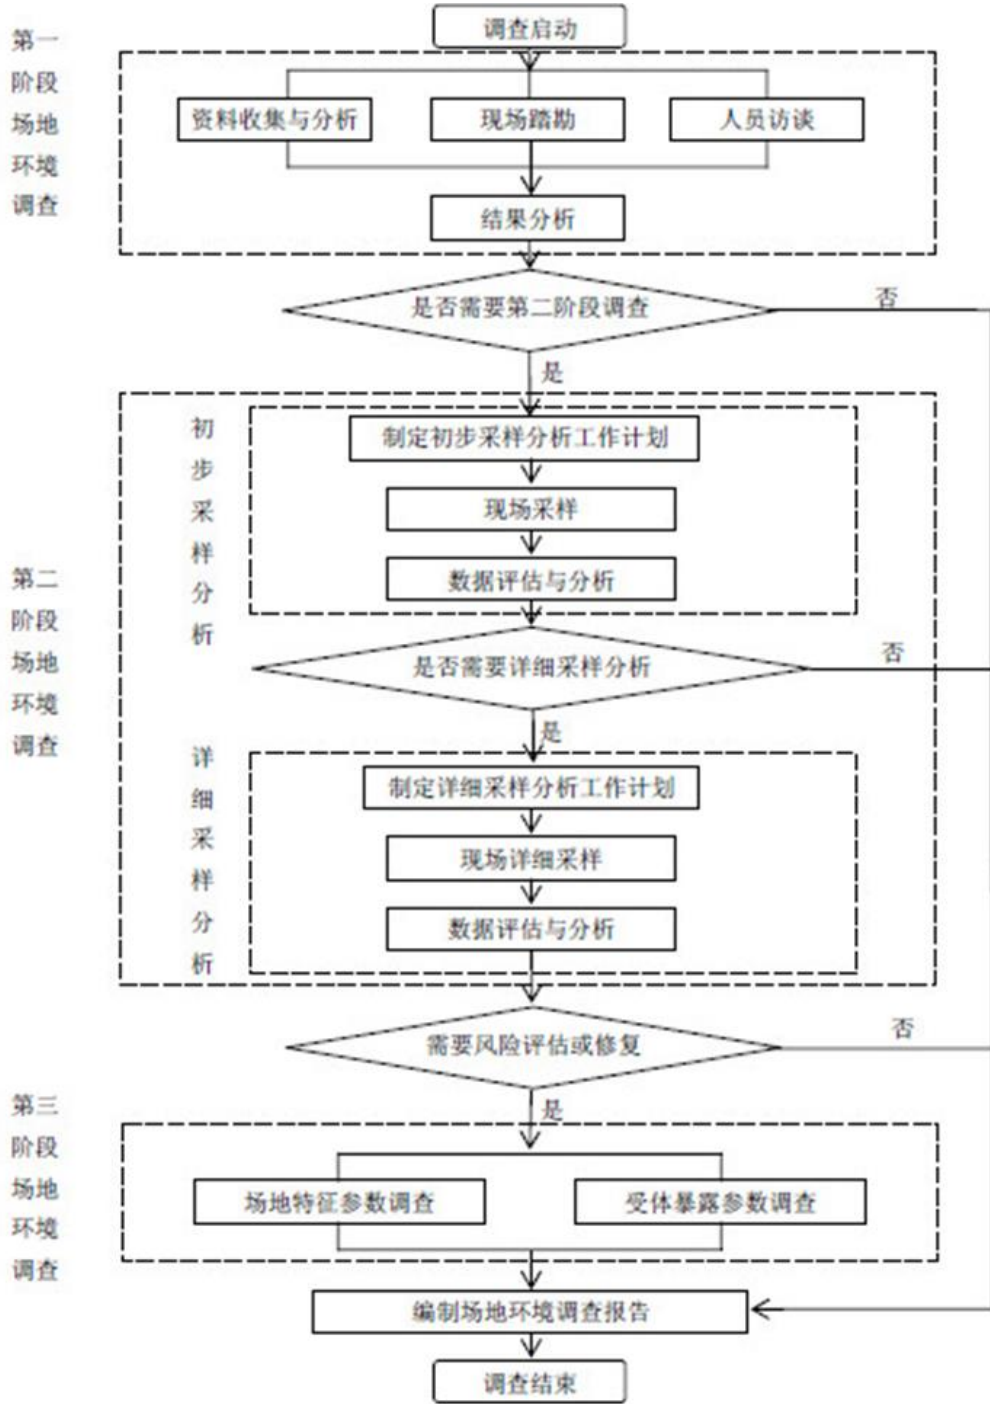 调查启动
第一
阶段
场地
环境
调查
资料收集与分析
现场踏勘
人员访谈
结果分析
是否需要第二阶段调查
否
是
第二
阶段
场地
环境
调查
初
步
采
样
分
析
制定初步采样分析工作计划
现场采样
数据评估与分析
是否需要详细采样分析
否
是
详
细
采
样
分
析
制定详细采样分析工作计划
现场详细采样
数据评估与分析
需要风险评估或修复
否
是
第三
阶段
场地
环境
调查
场地特征参数调查
受体暴露参数调查
编制场地环境调查报告
调查结束